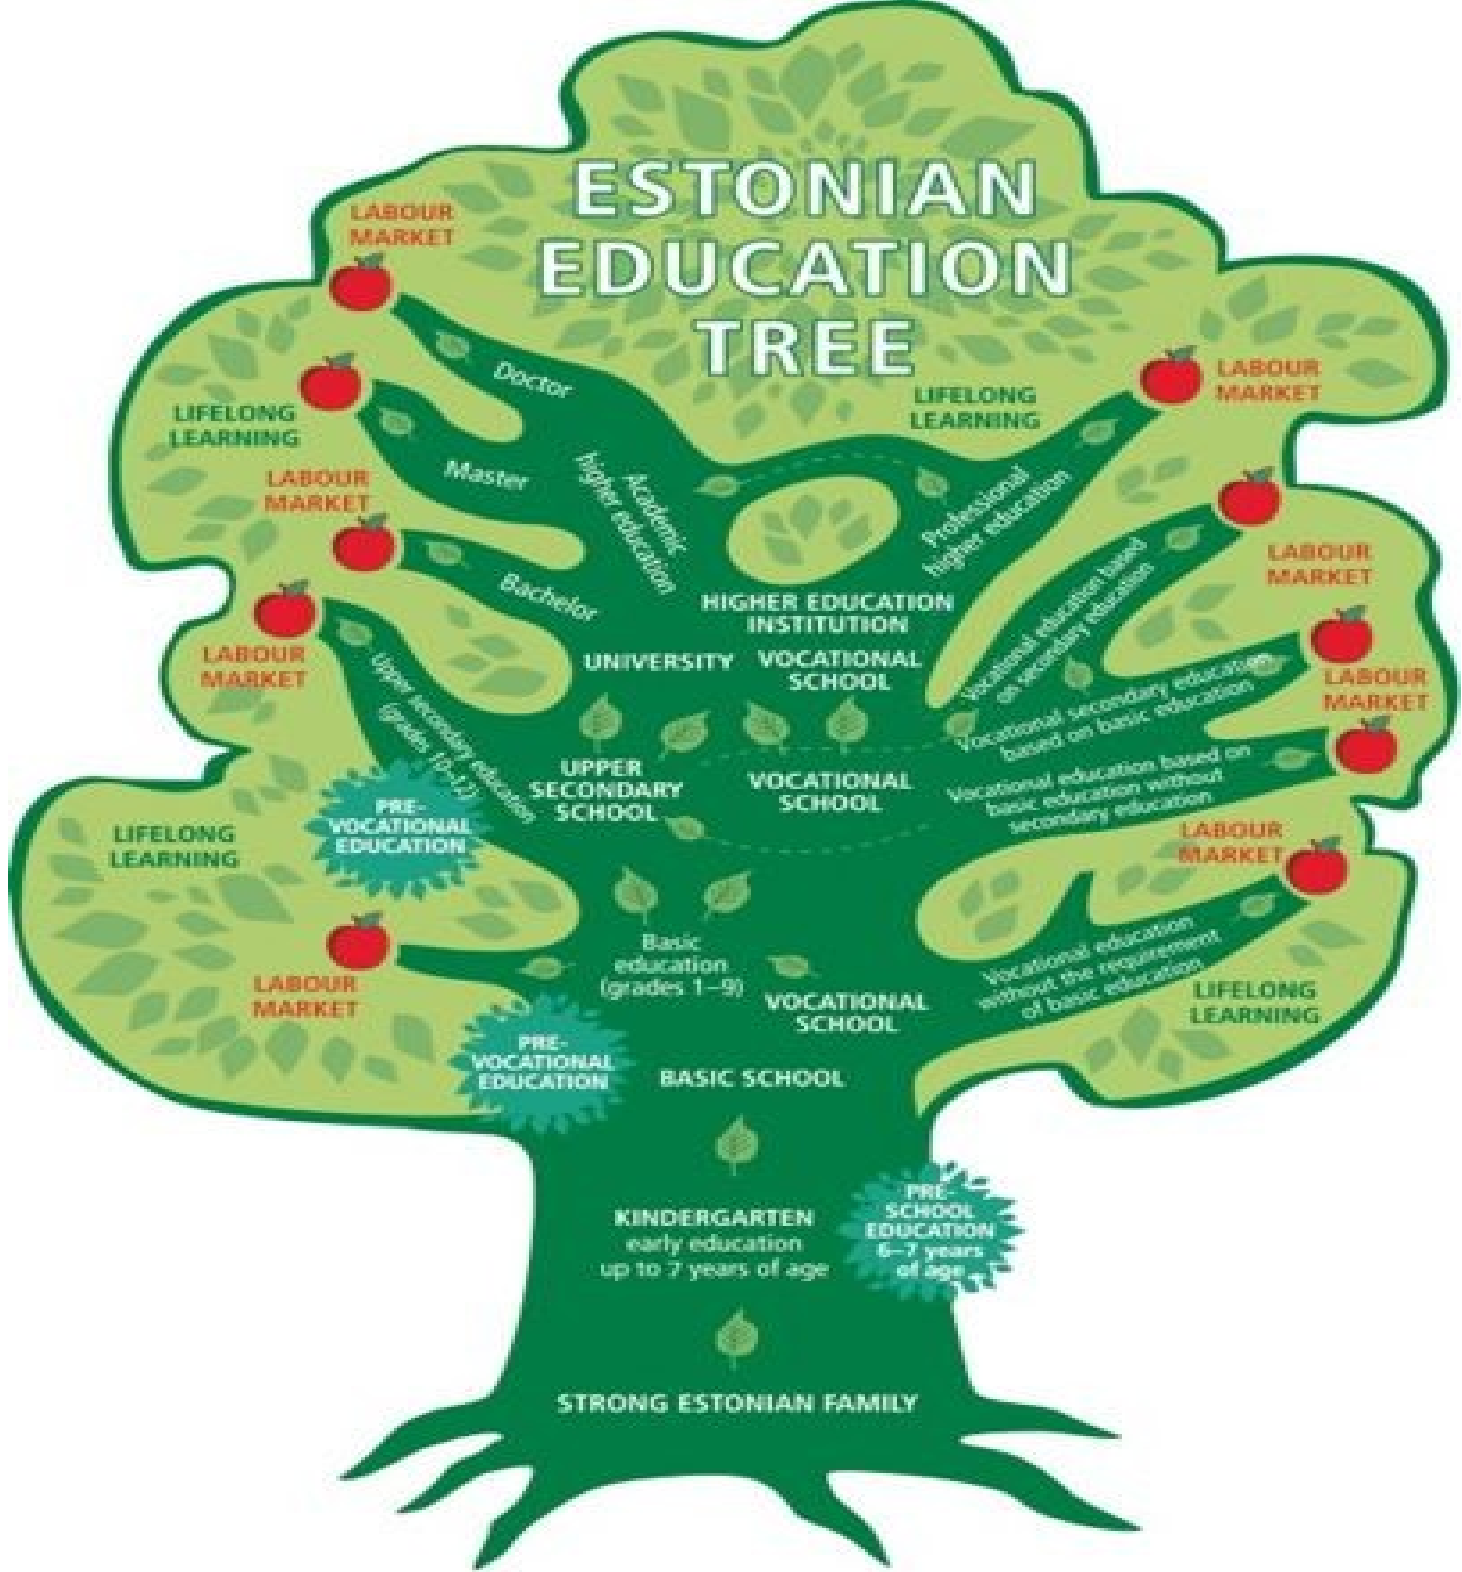 ESTONIAN
EDUCATION
TREE
LABOUR
MARKET
Doctor
LIFELONG
LEARNING
LIFELONG
LEARNING
LABOUR
MARKET
Master
Academic
higher education
Professional
higher education
LABOUR
MARKET
Bachelor
HIGHER EDUCATION
INSTITUTION
Vocational education based
on secondary education
LABOUR
MARKET
LABOUR
MARKET
UNIVERSITY
VOCATIONAL
SCHOOL
Upper secondary education
(grades 10–12)
Vocational secondary education
based on basic education
LABOUR
MARKET
UPPER
SECONDARY
SCHOOL
VOCATIONAL
SCHOOL
Vocational education based on
basic education without
secondary education
PRE-
VOCATIONAL
EDUCATION
LIFELONG
LEARNING
LABOUR
MARKET
Basic
education
(grades 1–9)
VOCATIONAL
SCHOOL
Vocational education
without the requirement
of basic education
LABOUR
MARKET
LIFELONG
LEARNING
PRE-
VOCATIONAL
EDUCATION
BASIC SCHOOL
KINDERGARTEN
early education
up to 7 years of age
PRE-
SCHOOL
EDUCATION
6–7 years
of age
STRONG ESTONIAN FAMILY